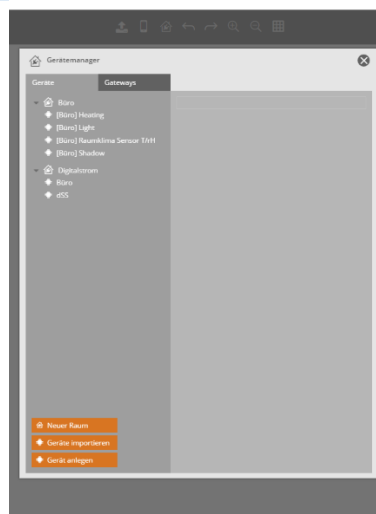 Gerätemanager
Geräte
Gateways
Büro
[Büro] Heating
[Büro] Light
[Büro] Raumklima Sensor T/rH
[Büro] Shadow
Digitalstrom
Büro
dSS
Neuer Raum
Geräte importieren
Gerät anlegen